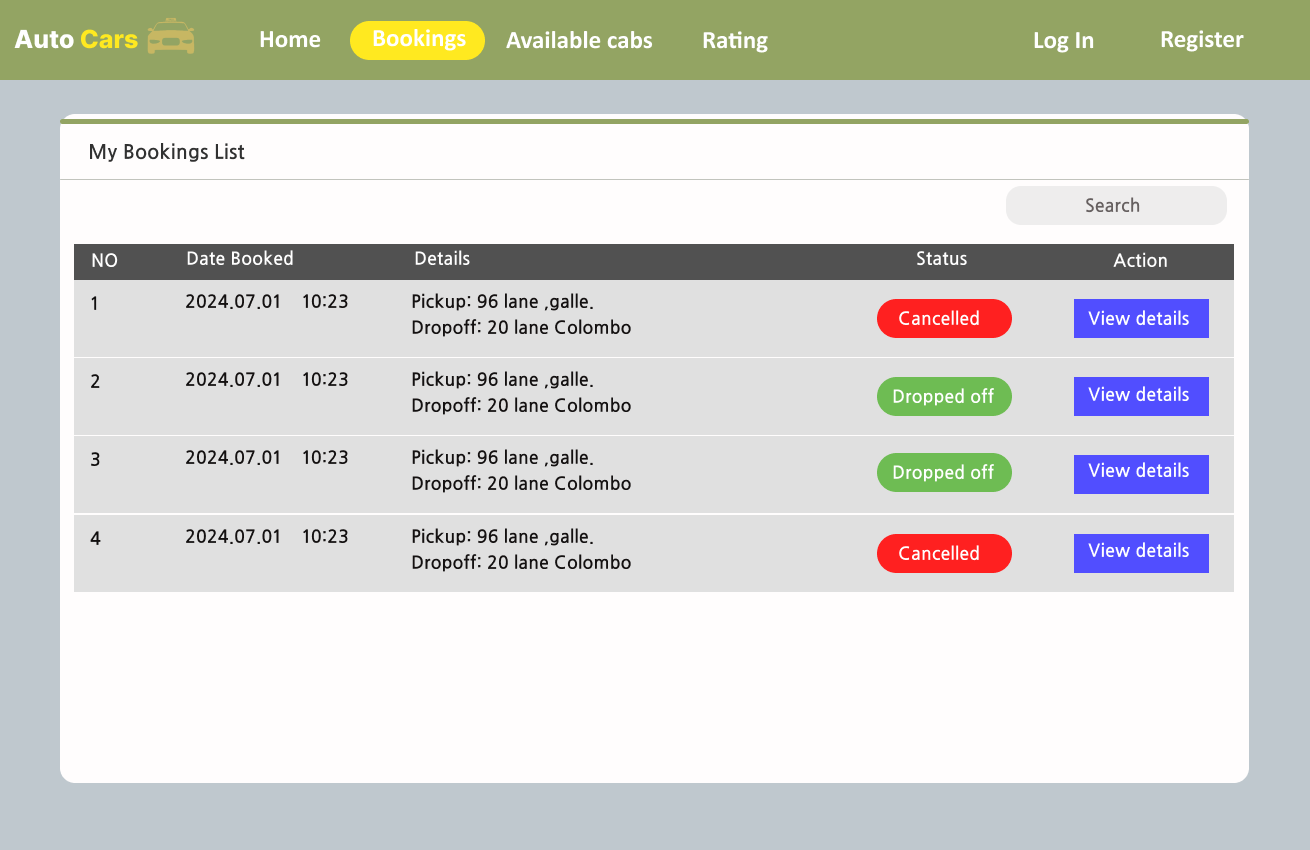 Auto Cars Home Bookings Available cabs Rating Log In Register
My Bookings List
Search
NO Date Booked Details Status Action
1 2024.07.01 10:23 Pickup: 96 lane ,galle. Cancelled View details
Dropoff: 20 lane Colombo
2 2024.07.01 10:23 Pickup: 96 lane ,galle. Dropped off View details
Dropoff: 20 lane Colombo
3 2024.07.01 10:23 Pickup: 96 lane ,galle. Dropped off View details
Dropoff: 20 lane Colombo
4 2024.07.01 10:23 Pickup: 96 lane ,galle. Cancelled View details
Dropoff: 20 lane Colombo